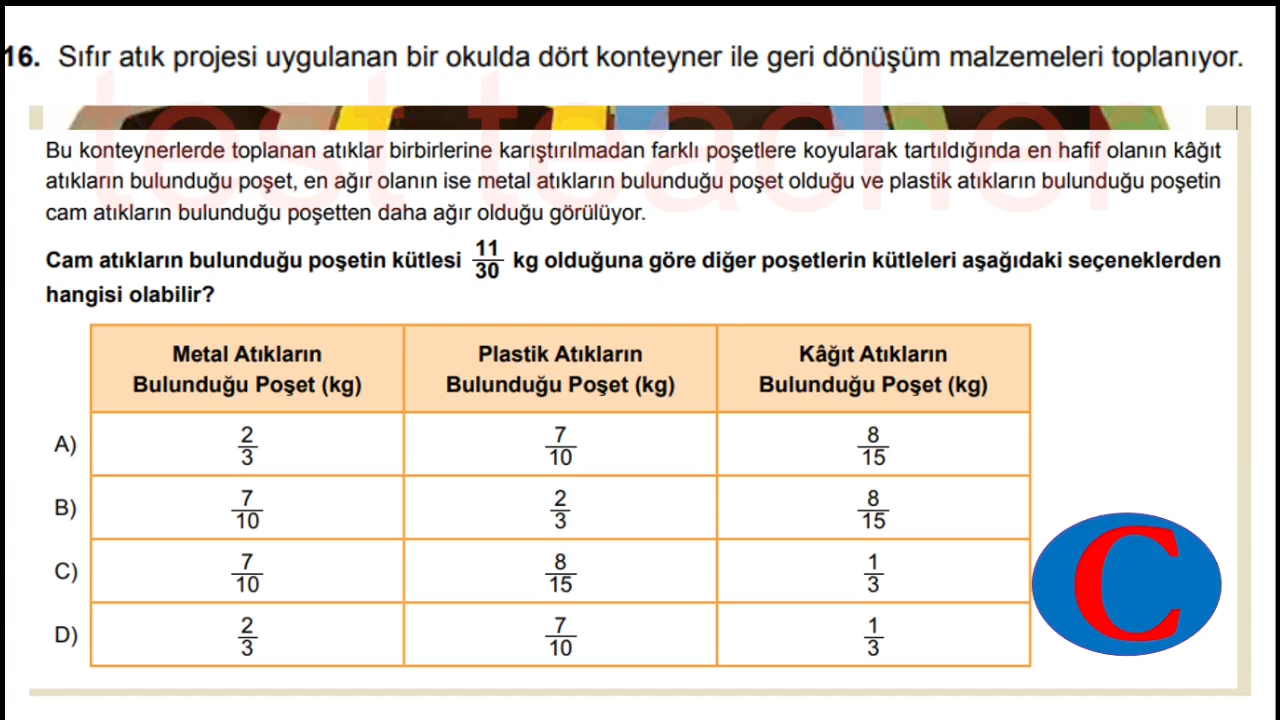 16. Sıfır atık projesi uygulanan bir okulda dört konteyner ile geri dönüşüm malzemeleri toplanıyor.
test teacher
Bu konteynerlerde toplanan atıklar birbirlerine karıştırılmadan farklı poşetlere koyularak tartıldığında en hafif olanın kâğıt
atıkların bulunduğu poşet, en ağır olanın ise metal atıkların bulunduğu poşet olduğu ve plastik atıkların bulunduğu poşetin
cam atıkların bulunduğu poşetten daha ağır olduğu görülüyor.
Cam atıkların bulunduğu poşetin kütlesi 11/30 kg olduğuna göre diğer poşetlerin kütleleri aşağıdaki seçeneklerden
hangisi olabilir?
Metal Atıkların Bulunduğu Poşet (kg) Plastik Atıkların Bulunduğu Poşet (kg) Kâğıt Atıkların Bulunduğu Poşet (kg)
A) 2/3 7/10 8/15
B) 7/10 2/3 8/15
C) 7/10 8/15 1/3
D) 2/3 7/10 1/3
C